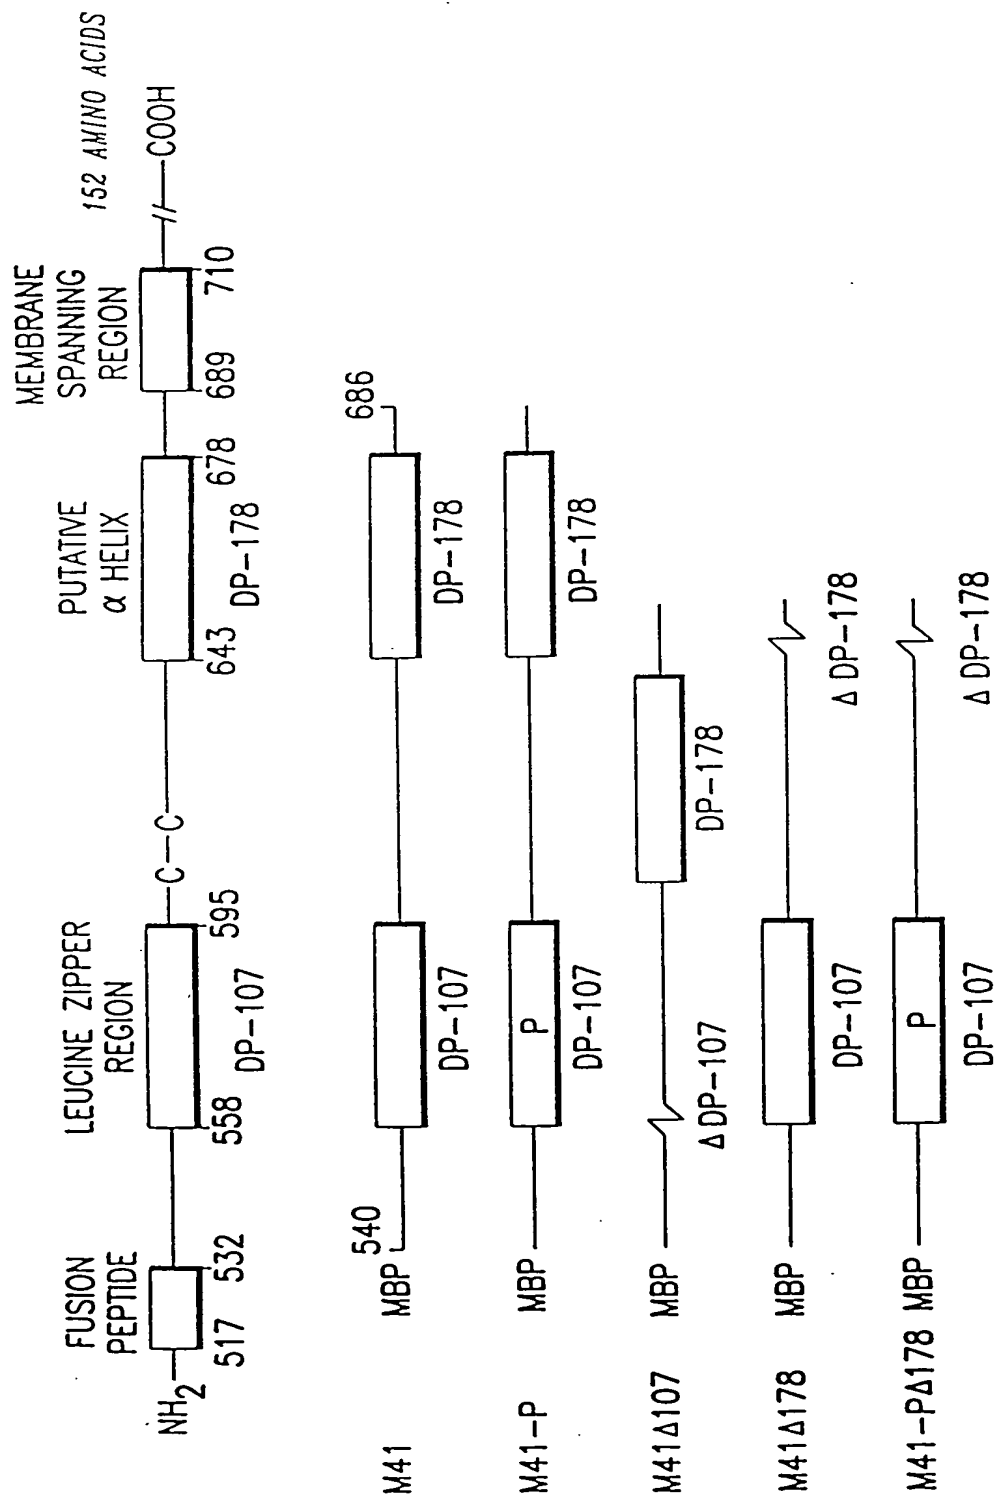 FUSION
PEPTIDE
LEUCINE ZIPPER
REGION
PUTATIVE
α HELIX
MEMBRANE
SPANNING
REGION
152 AMINO ACIDS
NH2
C
C
COOH
517
532
558
595
643
678
689
710
DP-107
DP-178
M41
MBP
540
686
DP-107
DP-178
M41-P
MBP
P
DP-107
DP-178
M41Δ107
MBP
ΔDP-107
DP-178
M41Δ178
MBP
DP-107
Δ DP-178
M41-PΔ178
MBP
P
DP-107
Δ DP-178